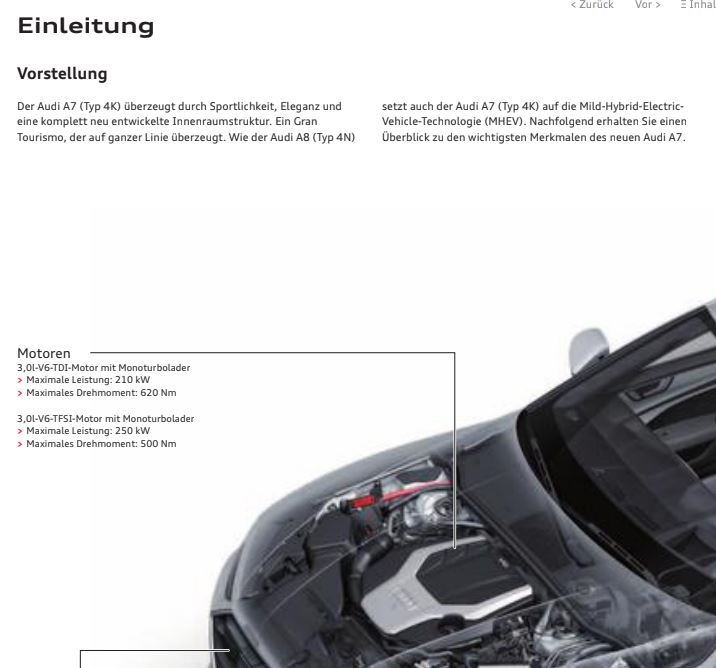 < Zurück Vor > Ξ Inhal
Einleitung
Vorstellung
Der Audi A7 (Typ 4K) überzeugt durch Sportlichkeit, Eleganz und
eine komplett neu entwickelte Innenraumstruktur. Ein Gran
Tourismo, der auf ganzer Linie überzeugt. Wie der Audi A8 (Typ 4N)
setzt auch der Audi A7 (Typ 4K) auf die Mild-Hybrid-Electric-
Vehicle-Technologie (MHEV). Nachfolgend erhalten Sie einen
Überblick zu den wichtigsten Merkmalen des neuen Audi A7.
Motoren
3,0l-V6-TDI-Motor mit Monoturbolader
> Maximale Leistung: 210 kW
> Maximales Drehmoment: 620 Nm
3,0l-V6-TFSI-Motor mit Monoturbolader
> Maximale Leistung: 250 kW
> Maximales Drehmoment: 500 Nm